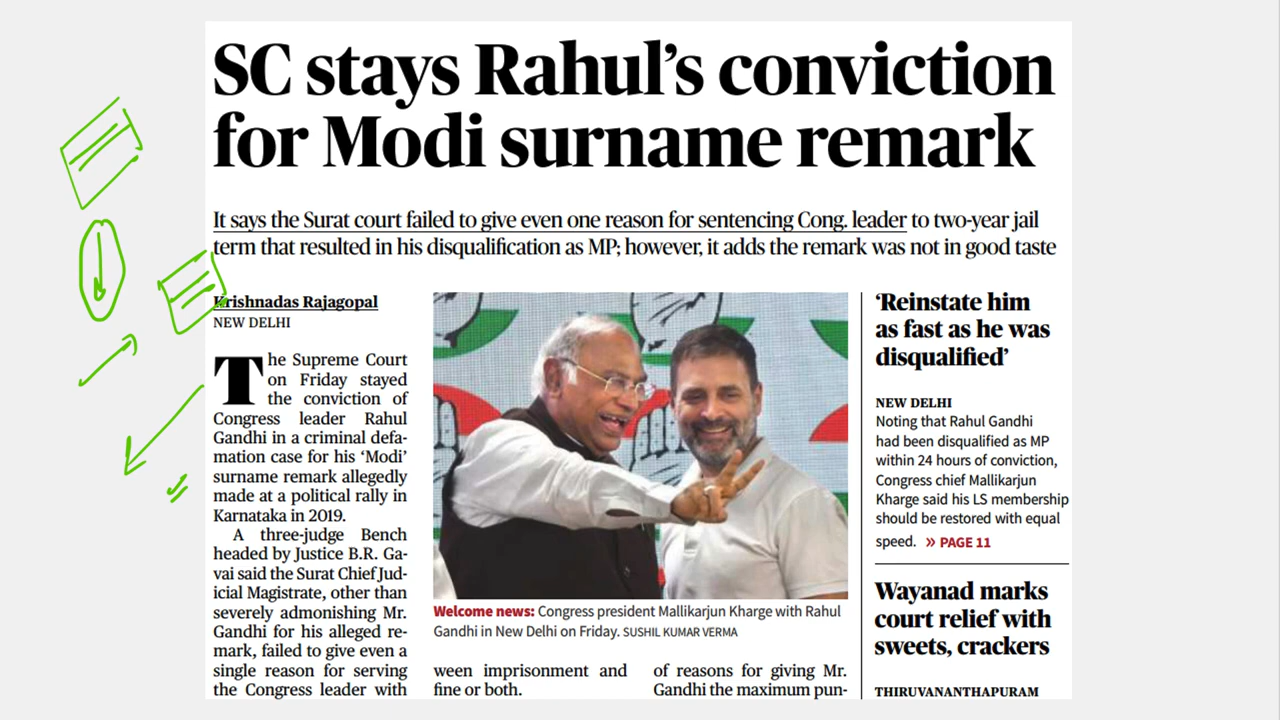 SC stays Rahul’s conviction
for Modi surname remark
It says the Surat court failed to give even one reason for sentencing Cong. leader to two-year jail
term that resulted in his disqualification as MP; however, it adds the remark was not in good taste
Krishnadas Rajagopal
NEW DELHI
The Supreme Court
on Friday stayed
the conviction of
Congress leader Rahul
Gandhi in a criminal defa-
mation case for his ‘Modi’
surname remark allegedly
made at a political rally in
Karnataka in 2019.
A three-judge Bench
headed by Justice B.R. Ga-
vai said the Surat Chief Jud-
icial Magistrate, other than
severely admonishing Mr.
Gandhi for his alleged re-
mark, failed to give even a
single reason for serving
the Congress leader with
Welcome news: Congress president Mallikarjun Kharge with Rahul
Gandhi in New Delhi on Friday. SUSHIL KUMAR VERMA
ween imprisonment and
fine or both.
of reasons for giving Mr.
Gandhi the maximum pun-
‘Reinstate him
as fast as he was
disqualified’
NEW DELHI
Noting that Rahul Gandhi
had been disqualified as MP
within 24 hours of conviction,
Congress chief Mallikarjun
Kharge said his LS membership
should be restored with equal
speed. » PAGE 11
Wayanad marks
court relief with
sweets, crackers
THIRUVANANTHAPURAM